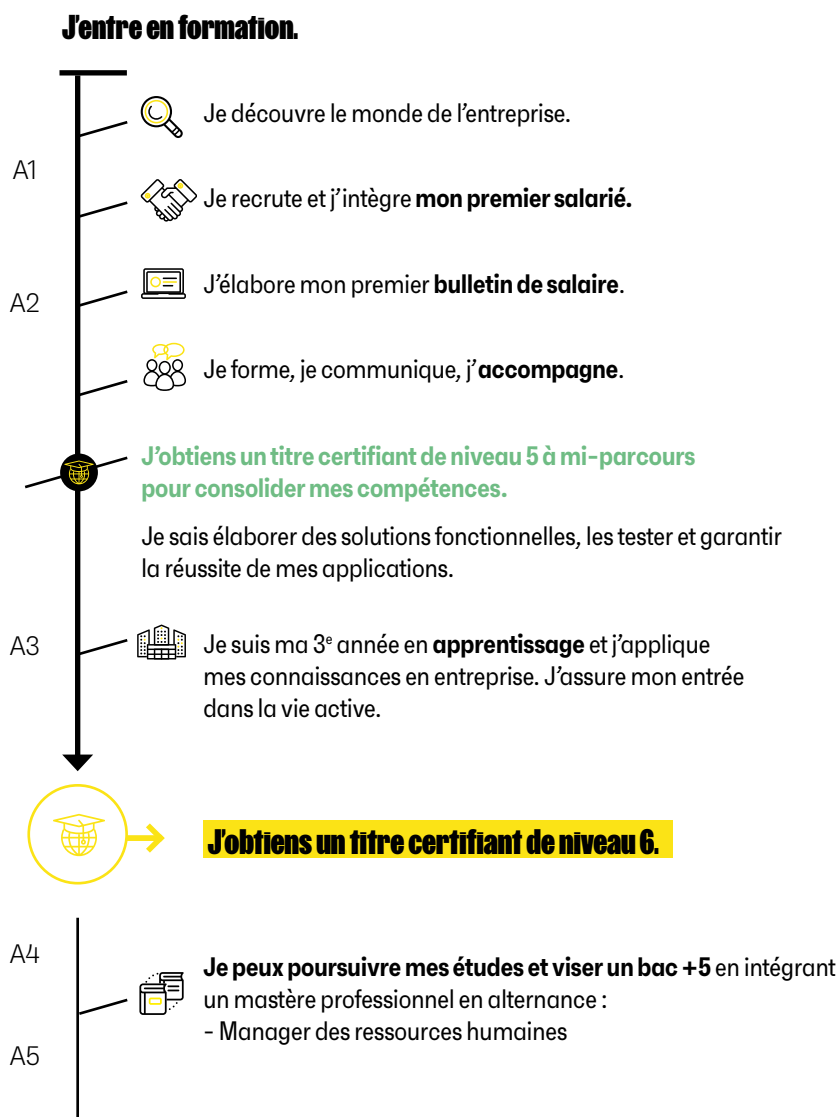 J'entre en formation.
Je découvre le monde de l'entreprise.
A1
Je recrute et j'intègre mon premier salarié.
J'élabore mon premier bulletin de salaire.
A2
Je forme, je communique, j'accompagne.
J'obtiens un titre certifiant de niveau 5 à mi-parcours
pour consolider mes compétences.
Je sais élaborer des solutions fonctionnelles, les tester et garantir
la réussite de mes applications.
A3
Je suis ma 3e année en apprentissage et j'applique
mes connaissances en entreprise. J'assure mon entrée
dans la vie active.
J'obtiens un titre certifiant de niveau 6.
A4
Je peux poursuivre mes études et viser un bac +5 en intégrant
un mastère professionnel en alternance :
- Manager des ressources humaines
A5